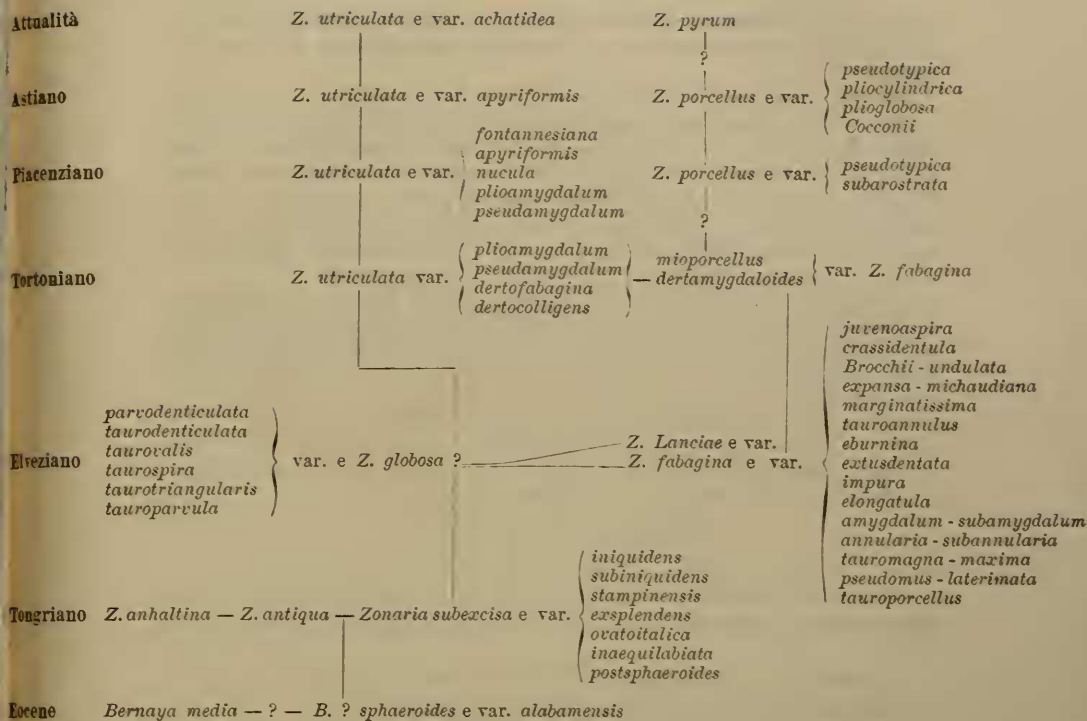 Attualità Z. utriculata e var. achatidea Z. pyrum
?
Astiano Z. utriculata e var. apyriformis Z. porcellus e var.
pseudotypica
pliocylindrica
plioglobosa
Cocconii
Piacenziano Z. utriculata e var.
fontannesiana
apyriformis
nucula
plioamygdalum
pseudamygdalum
Z. porcellus e var.
pseudotypica
subarostrata
?
Tortoniano Z. utriculata var.
plioamygdalum
pseudamygdalum
dertofabagina
dertocolligens
— mioporcellus
dertamygdaloides
var. Z. fabagina
Elveziano
parvodenticulata
taurodenticulata
taurovalis
taurospira
taurotriangularis
tauroparvula
var. e Z. globosa ?
Z. Lanciae e var.
Z. fabagina e var.
juvenoaspira
crassidentula
Brocchii - undulata
expansa - michaudiana
marginatissima
tauroannulus
eburnina
extusdentata
impura
elongatula
amygdalum - subamygdalum
annularia - subannularia
tauromagna - maxima
pseudomus - laterimata
tauroporcellus
Tongriano Z. anhaltina — Z. antiqua — Zonaria subexcisa e var.
iniquidens
subiniquidens
stampinensis
exsplendens
ovatoitalica
inaequilabiata
postsphaeroides
Eocene Bernaya media — ? — B. ? sphaeroides e var. alabamensis